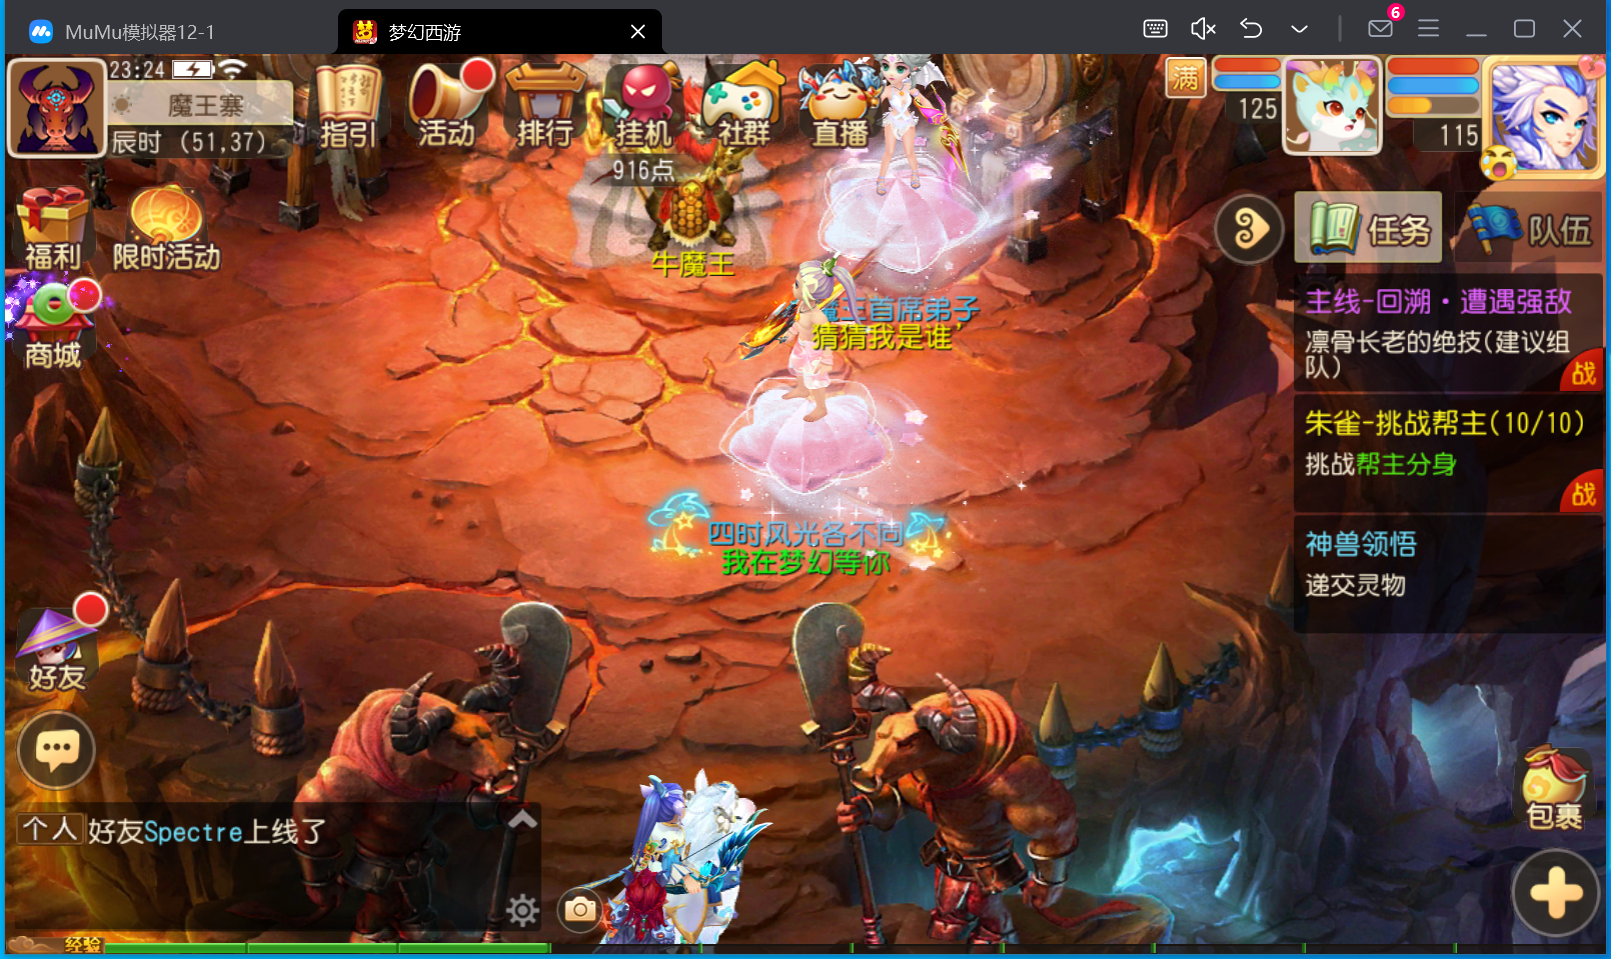 MuMu模拟器12-1
梦幻西游
6
23:24
魔王寨
辰时 (51,37)
指引
活动
排行
挂机
916点
社群
直播
满
125
115
福利
限时活动
商城
牛魔王
魔王首席弟子
猜猜我是谁'
四时风光各不同
我在梦幻等你
任务
队伍
主线-回溯·遭遇强敌
凛骨长老的绝技(建议组
队)
战
朱雀-挑战帮主(10/10)
挑战帮主分身
战
神兽领悟
递交灵物
好友
个人 好友Spectre上线了
包裹
经验